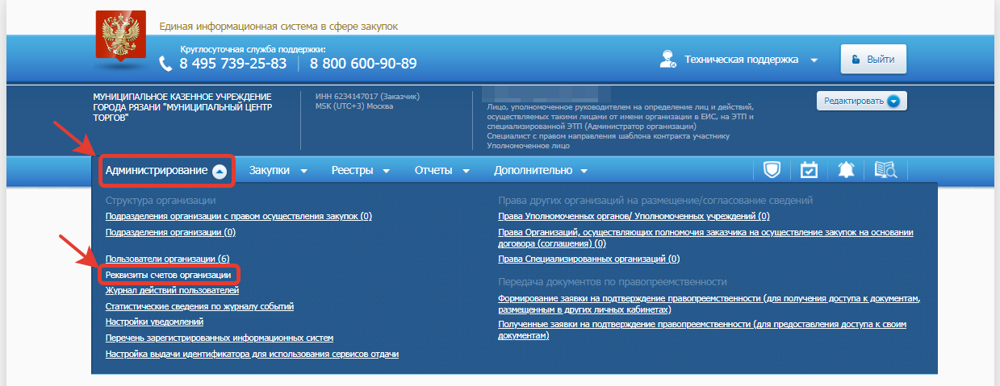 Единая информационная система в сфере закупок
Круглосуточная служба поддержки:
8 495 739-25-83 8 800 600-90-89
Техническая поддержка
Выйти
МУНИЦИПАЛЬНОЕ КАЗЕННОЕ УЧРЕЖДЕНИЕ
ГОРОДА РЯЗАНИ "МУНИЦИПАЛЬНЫЙ ЦЕНТР
ТОРГОВ"
ИНН 6234147017 (Заказчик)
MSK (UTC+3) Москва
Лицо, уполномоченное руководителем на определение лиц и действий,
осуществляемых такими лицами от имени организации в ЕИС, на ЭТП и
специализированной ЭТП (Администратор организации)
Специалист с правом направления шаблона контракта участнику
Уполномоченное лицо
Редактировать
Администрирование Закупки Реестры Отчеты Дополнительно
Структура организации
Подразделения организации с правом осуществления закупок (0)
Подразделения организации (0)
Пользователи организации (6)
Реквизиты счетов организации
Журнал действий пользователей
Статистические сведения по журналу событий
Настройки уведомлений
Перечень зарегистрированных информационных систем
Настройка выдачи идентификатора для использования сервисов отдачи
Права других организаций на размещение/согласование сведений
Права Уполномоченных органов/ Уполномоченных учреждений (0)
Права Организаций, осуществляющих полномочия заказчика на осуществление закупок на основании
договора (соглашения) (0)
Права Специализированных организаций (0)
Передача документов по правопреемственности
Формирование заявки на подтверждение правопреемственности (для получения доступа к документам,
размещенным в других личных кабинетах)
Полученные заявки на подтверждение правопреемственности (для предоставления доступа к своим
документам)